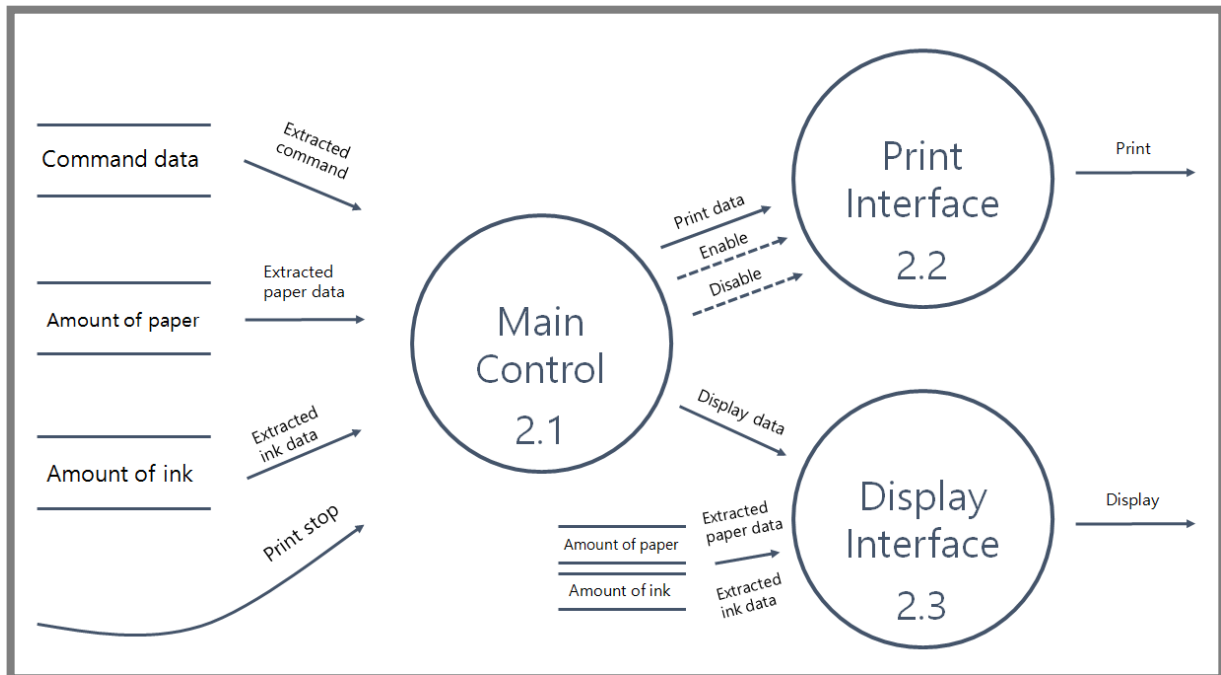 Command data
Extracted
command
Amount of paper
Extracted
paper data
Amount of ink
Extracted
ink data
Print stop
Main
Control
2.1
Print data
Enable
Disable
Print
Interface
2.2
Print
Display data
Amount of paper
Amount of ink
Extracted
paper data
Extracted
ink data
Display
Interface
2.3
Display